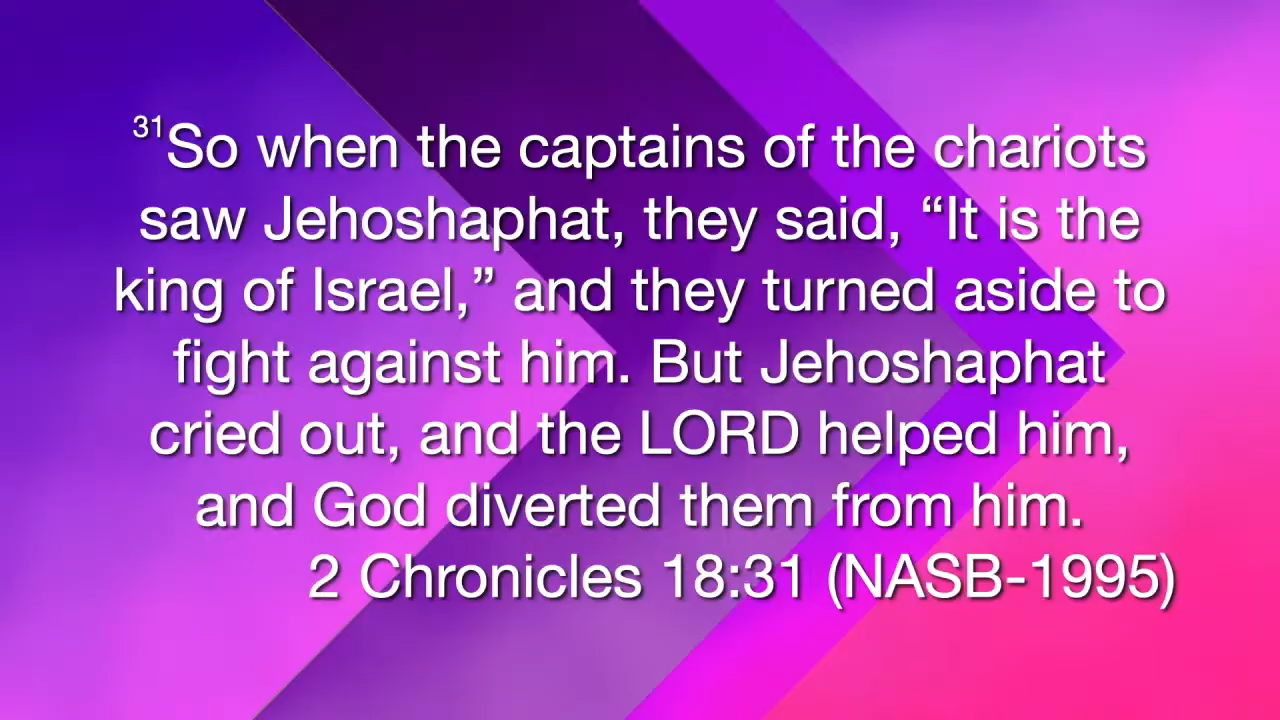 ³¹So when the captains of the chariots
saw Jehoshaphat, they said, “It is the
king of Israel,” and they turned aside to
fight against him. But Jehoshaphat
cried out, and the LORD helped him,
and God diverted them from him.
2 Chronicles 18:31 (NASB-1995)